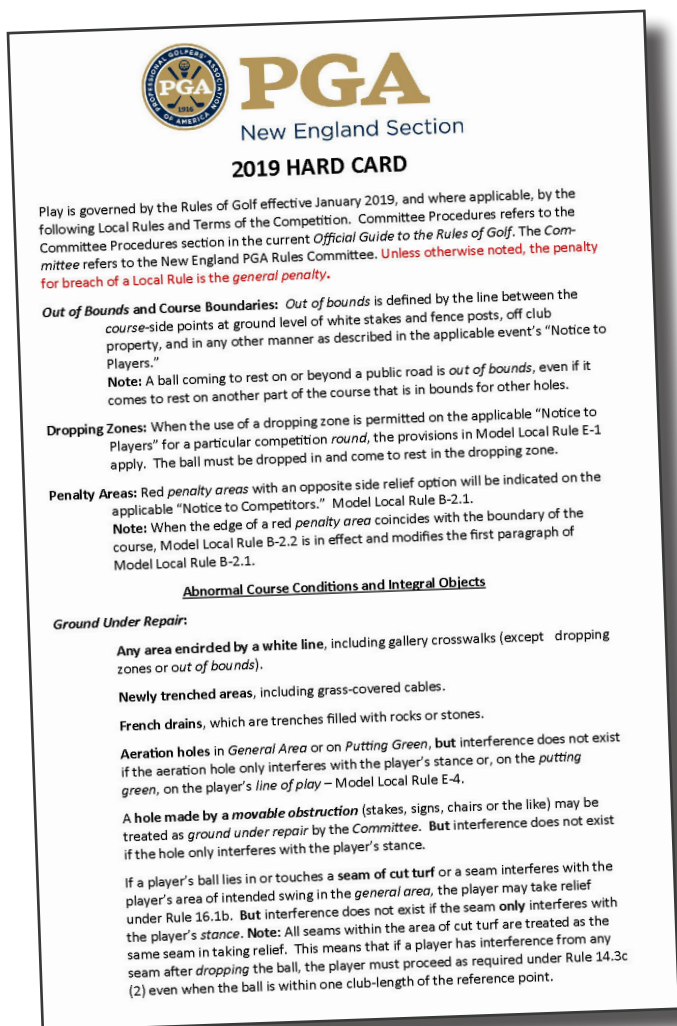 PROFESSIONAL GOLFERS' ASSOCIATION
PGA
1916
OF AMERICA
PGA
New England Section
2019 HARD CARD
Play is governed by the Rules of Golf effective January 2019, and where applicable, by the
following Local Rules and Terms of the Competition. Committee Procedures refers to the
Committee Procedures section in the current Official Guide to the Rules of Golf. The Com-
mittee refers to the New England PGA Rules Committee. Unless otherwise noted, the penalty
for breach of a Local Rule is the general penalty.
Out of Bounds and Course Boundaries: Out of bounds is defined by the line between the
course-side points at ground level of white stakes and fence posts, off club
property, and in any other manner as described in the applicable event's "Notice to
Players."
Note: A ball coming to rest on or beyond a public road is out of bounds, even if it
comes to rest on another part of the course that is in bounds for other holes.
Dropping Zones: When the use of a dropping zone is permitted on the applicable "Notice to
Players" for a particular competition round, the provisions in Model Local Rule E-1
apply. The ball must be dropped in and come to rest in the dropping zone.
Penalty Areas: Red penalty areas with an opposite side relief option will be indicated on the
applicable "Notice to Competitors." Model Local Rule B-2.1.
Note: When the edge of a red penalty area coincides with the boundary of the
course, Model Local Rule B-2.2 is in effect and modifies the first paragraph of
Model Local Rule B-2.1.
Abnormal Course Conditions and Integral Objects
Ground Under Repair:
Any area encircled by a white line, including gallery crosswalks (except dropping
zones or out of bounds).
Newly trenched areas, including grass-covered cables.
French drains, which are trenches filled with rocks or stones.
Aeration holes in General Area or on Putting Green, but interference does not exist
if the aeration hole only interferes with the player's stance or, on the putting
green, on the player's line of play – Model Local Rule E-4.
A hole made by a movable obstruction (stakes, signs, chairs or the like) may be
treated as ground under repair by the Committee. But interference does not exist
if the hole only interferes with the player's stance.
If a player's ball lies in or touches a seam of cut turf or a seam interferes with the
player's area of intended swing in the general area, the player may take relief
under Rule 16.1b. But interference does not exist if the seam only interferes with
the player's stance. Note: All seams within the area of cut turf are treated as the
same seam in taking relief. This means that if a player has interference from any
seam after dropping the ball, the player must proceed as required under Rule 14.3c
(2) even when the ball is within one club-length of the reference point.